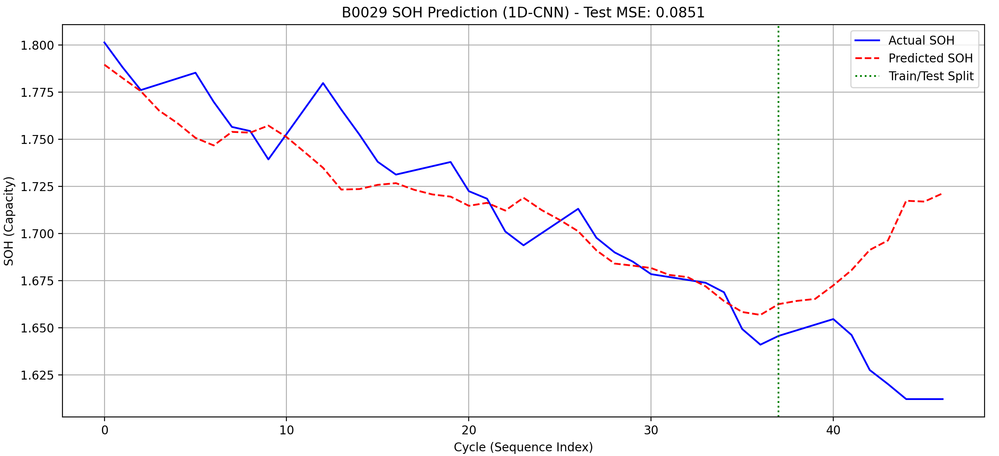 B0029 SOH Prediction (1D-CNN) - Test MSE: 0.0851
Actual SOH
Predicted SOH
Train/Test Split
SOH (Capacity)
1.800
1.775
1.750
1.725
1.700
1.675
1.650
1.625
0
10
20
30
40
Cycle (Sequence Index)